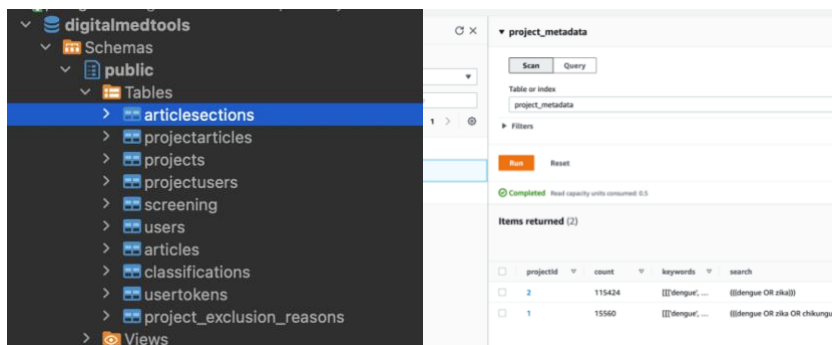 digitalmedtools
Schemas
public
Tables
articlesections
projectarticles
projects
projectusers
screening
users
articles
classifications
usertokens
project_exclusion_reasons
Views
1
project_metadata
Scan Query
Table or index
project_metadata
Filters
Run Reset
Completed Read capacity units consumed: 0.5
Items returned (2)
projectid count keywords search
2 115424 [[['dengue', ... (((dengue OR zika)))
1 15560 [[['dengue', ... (((dengue OR zika OR chikungu